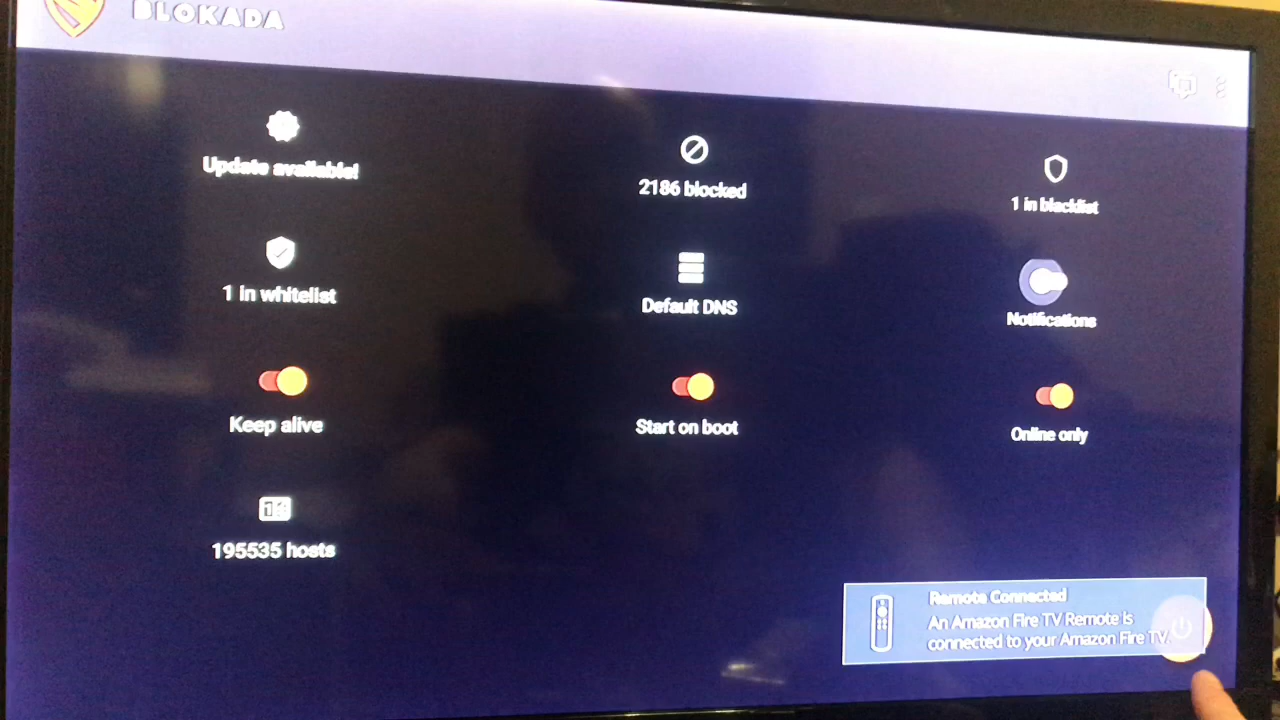 BLOKADA
Update available!
2186 blocked
1 in blacklist
1 in whitelist
Default DNS
Notifications
Keep alive
Start on boot
Online only
195535 hosts
Remote Connected
An Amazon Fire TV Remote is
connected to your Amazon Fire TV.